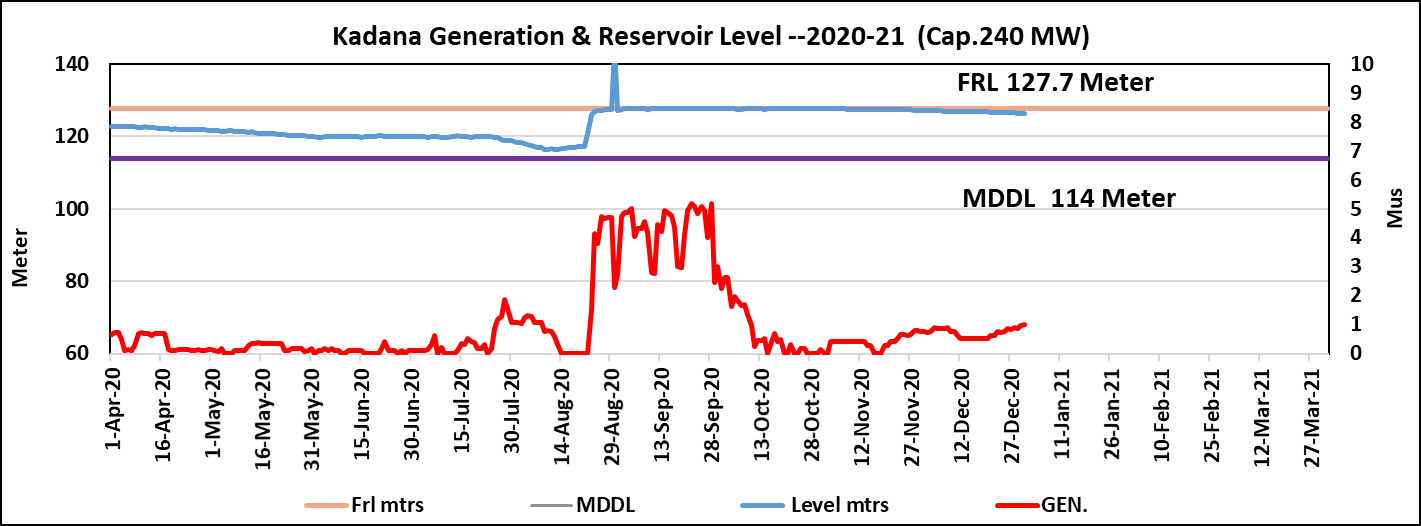 Kadana Generation & Reservoir Level --2020-21 (Cap.240 MW)
140
120
100
80
60
Meter
10
9
8
7
6
5
4
3
2
1
0
Mus
FRL 127.7 Meter
MDDL 114 Meter
1-Apr-20
16-Apr-20
1-May-20
16-May-20
31-May-20
15-Jun-20
30-Jun-20
15-Jul-20
30-Jul-20
14-Aug-20
29-Aug-20
13-Sep-20
28-Sep-20
13-Oct-20
28-Oct-20
12-Nov-20
27-Nov-20
12-Dec-20
27-Dec-20
11-Jan-21
26-Jan-21
10-Feb-21
25-Feb-21
12-Mar-21
27-Mar-21
Frl mtrs
MDDL
Level mtrs
GEN.